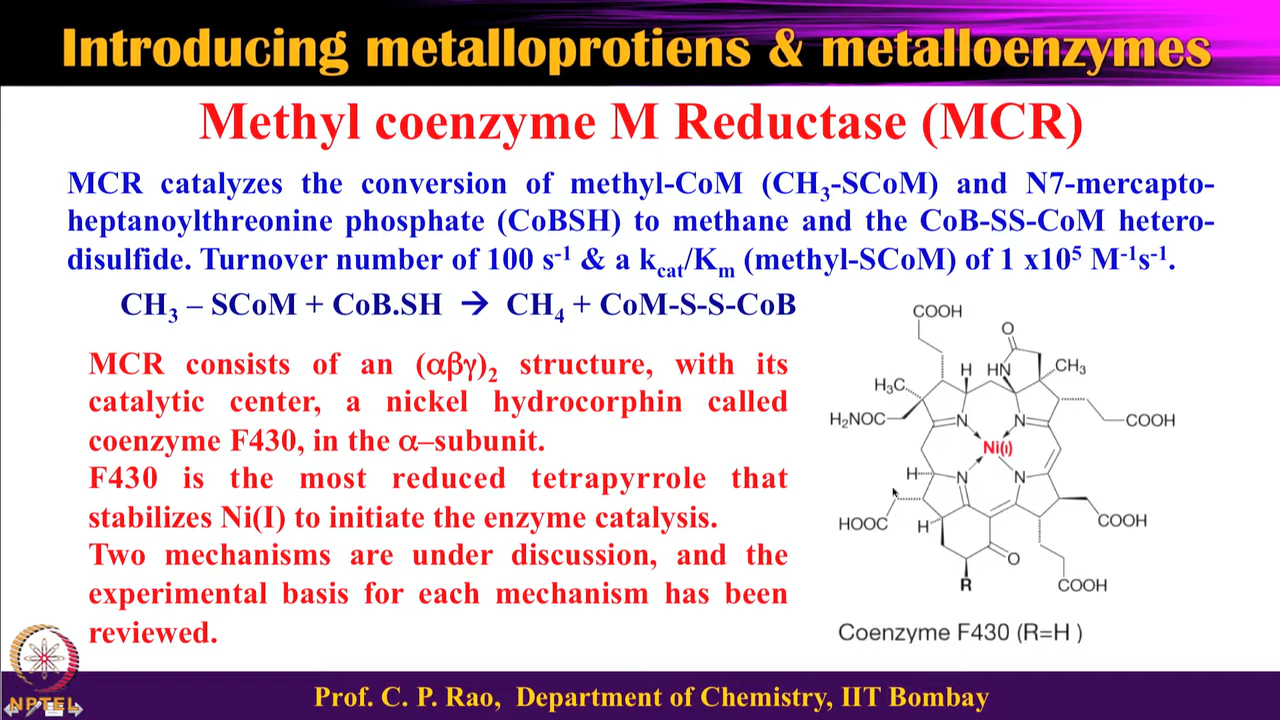 Introducing metalloprotiens & metalloenzymes
Methyl coenzyme M Reductase (MCR)
MCR catalyzes the conversion of methyl-CoM (CH₃-SCoM) and N7-mercapto-
heptanoylthreonine phosphate (CoBSH) to methane and the CoB-SS-CoM hetero-
disulfide. Turnover number of 100 s⁻¹ & a kcat/Km (methyl-SCoM) of 1 x10⁵ M⁻¹s⁻¹.
CH₃ – SCoM + CoB.SH → CH₄ + CoM-S-S-CoB
MCR consists of an (αβγ)₂ structure, with its
catalytic center, a nickel hydrocorphin called
coenzyme F430, in the α–subunit.
F430 is the most reduced tetrapyrrole that
stabilizes Ni(I) to initiate the enzyme catalysis.
Two mechanisms are under discussion, and the
experimental basis for each mechanism has been
reviewed.
COOH
O
H HN CH₃
H₃C
H₂NOC N N COOH
Ni(I)
H N N
HOOC H COOH
O
R COOH
Coenzyme F430 (R=H )
NPTEL
Prof. C. P. Rao, Department of Chemistry, IIT Bombay